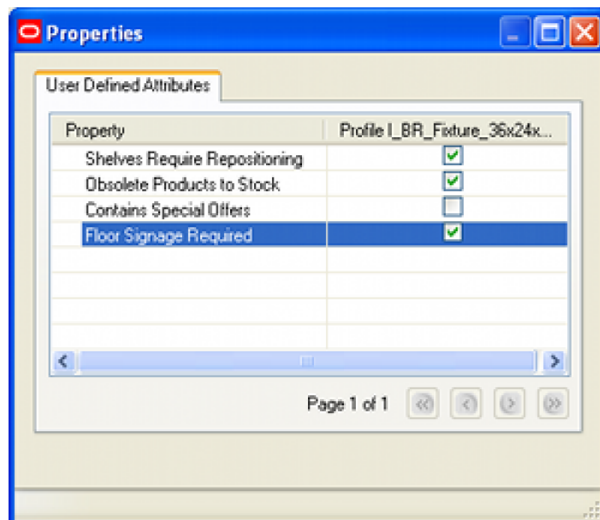 Properties
User Defined Attributes
Property Profile I_BR_Fixture_36x24x...
Shelves Require Repositioning
Obsolete Products to Stock
Contains Special Offers
Floor Signage Required
Page 1 of 1